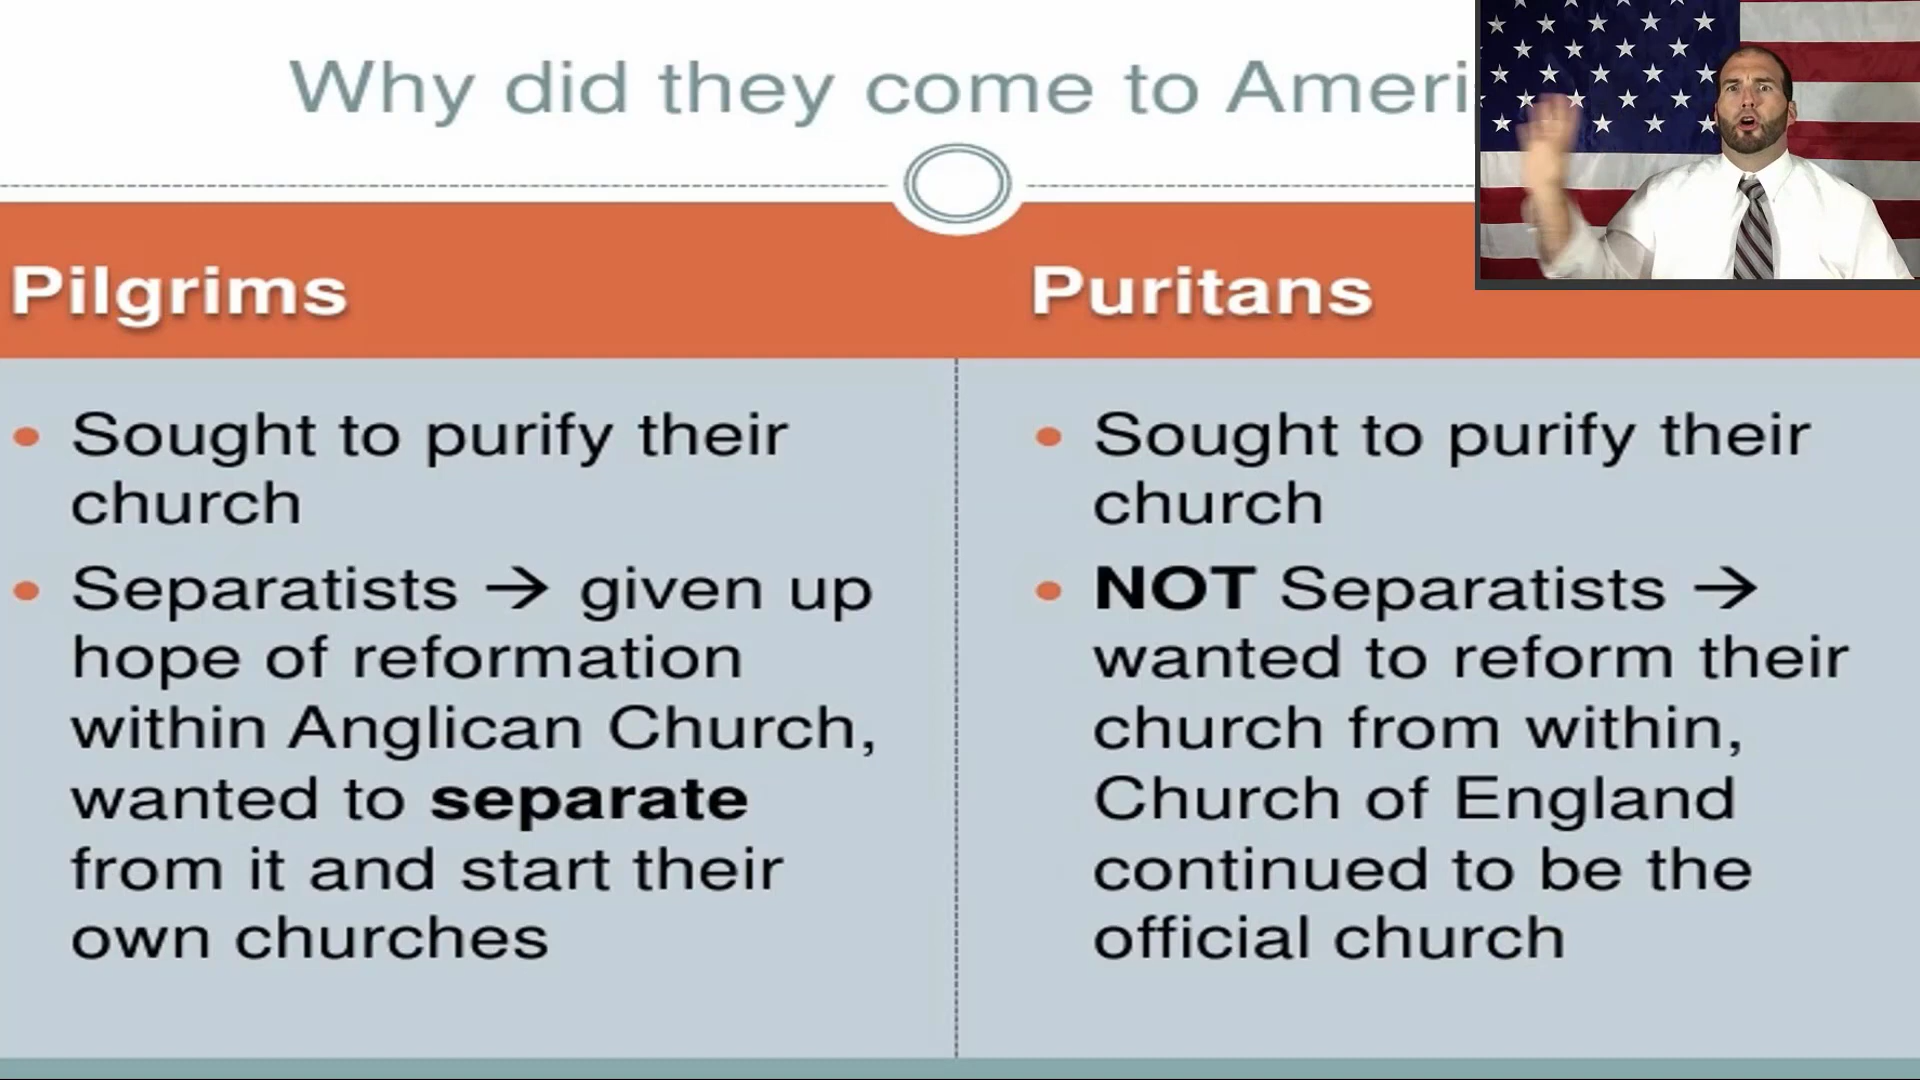 Why did they come to Ameri
Pilgrims
Puritans
• Sought to purify their
church
• Separatists → given up
hope of reformation
within Anglican Church,
wanted to separate
from it and start their
own churches
• Sought to purify their
church
• NOT Separatists →
wanted to reform their
church from within,
Church of England
continued to be the
official church